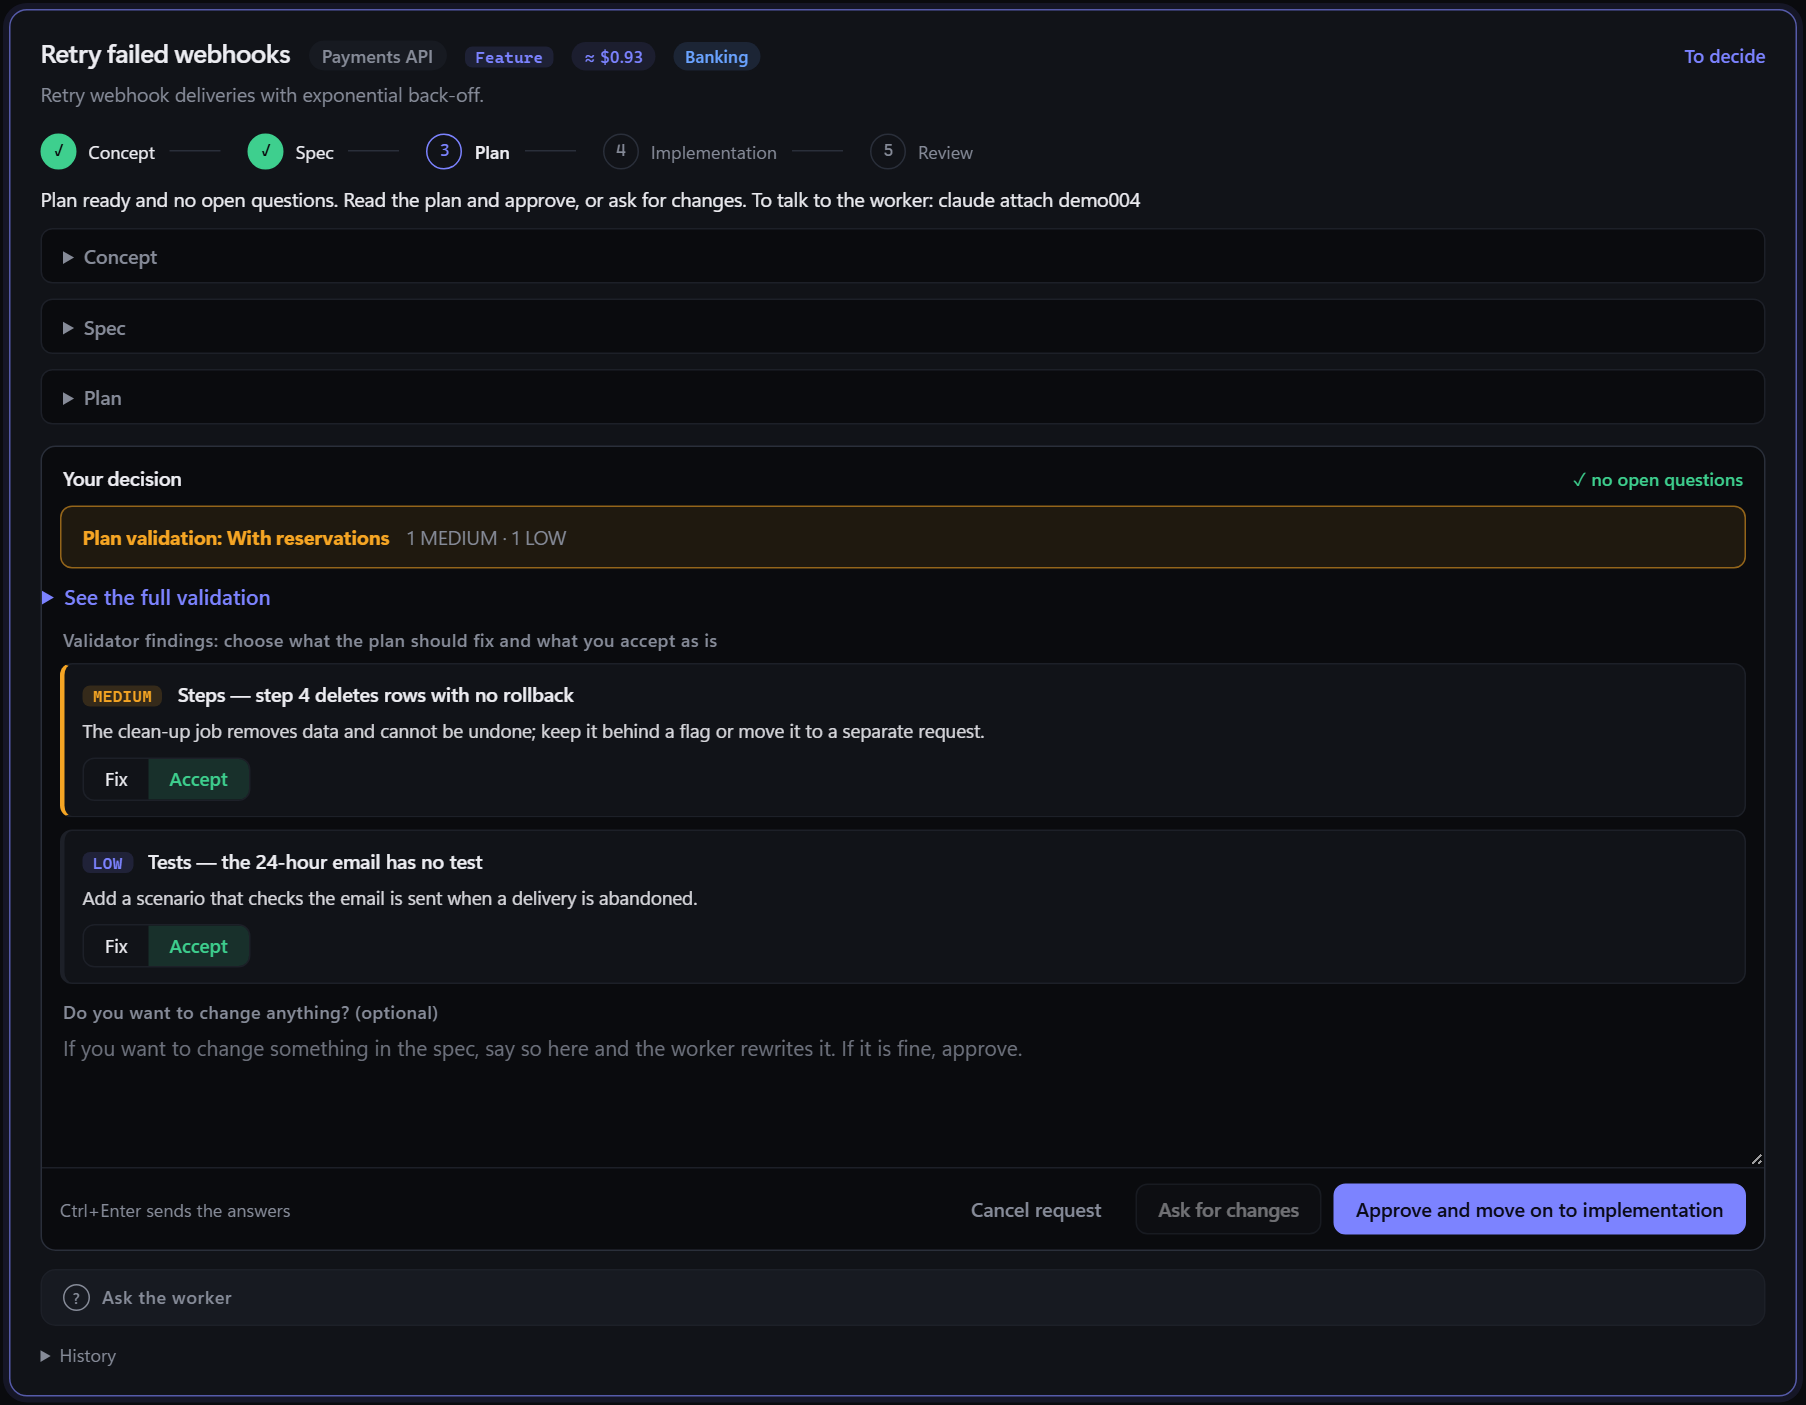 Retry failed webhooks Payments API Feature ≈ $0.93 Banking To decide
Retry webhook deliveries with exponential back-off.
✓ Concept ✓ Spec 3 Plan 4 Implementation 5 Review
Plan ready and no open questions. Read the plan and approve, or ask for changes. To talk to the worker: claude attach demo004
▶ Concept
▶ Spec
▶ Plan
Your decision ✓ no open questions
Plan validation: With reservations 1 MEDIUM · 1 LOW
▶ See the full validation
Validator findings: choose what the plan should fix and what you accept as is
MEDIUM Steps — step 4 deletes rows with no rollback
The clean-up job removes data and cannot be undone; keep it behind a flag or move it to a separate request.
Fix Accept
LOW Tests — the 24-hour email has no test
Add a scenario that checks the email is sent when a delivery is abandoned.
Fix Accept
Do you want to change anything? (optional)
If you want to change something in the spec, say so here and the worker rewrites it. If it is fine, approve.
Ctrl+Enter sends the answers Cancel request Ask for changes Approve and move on to implementation
? Ask the worker
▶ History